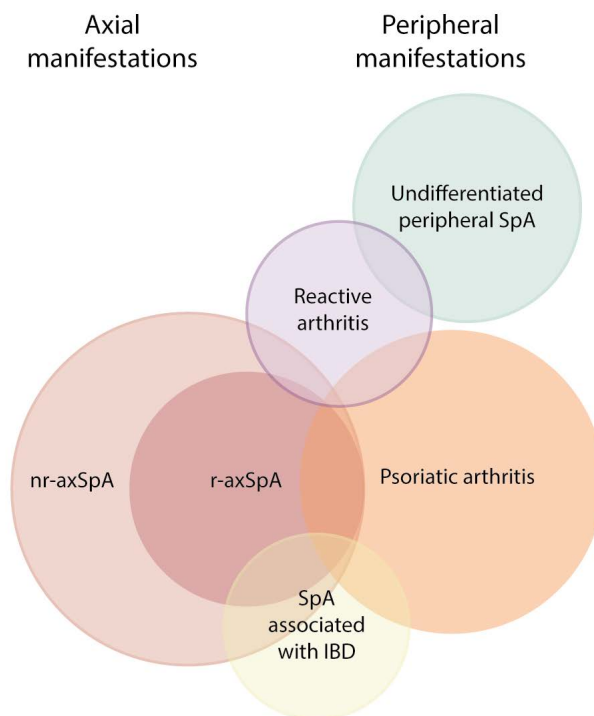 Axial
manifestations
Peripheral
manifestations
Undifferentiated
peripheral SpA
Reactive
arthritis
nr-axSpA
r-axSpA
Psoriatic arthritis
SpA
associated
with IBD